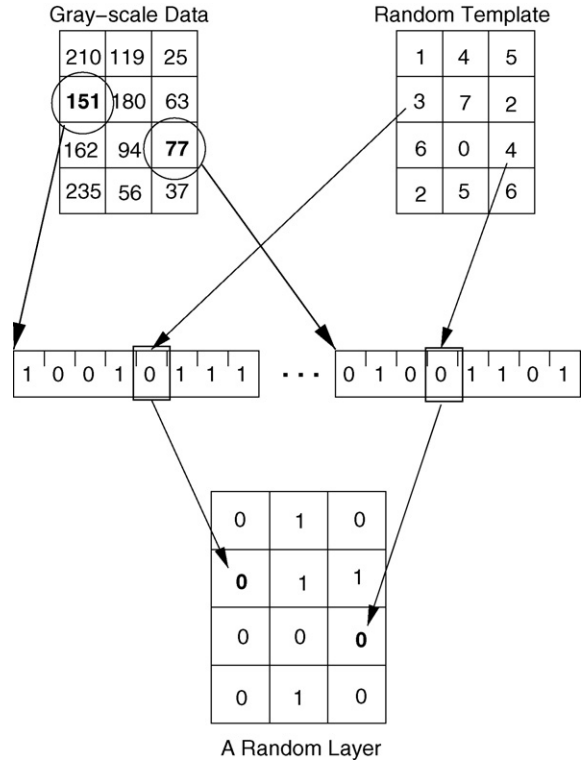 Gray-scale Data Random Template
210 119 25 1 4 5
151 180 63 3 7 2
162 94 77 6 0 4
235 56 37 2 5 6
1 0 0 1 0 1 1 1 ... 0 1 0 0 1 1 0 1
0 1 0
0 1 1
0 0 0
0 1 0
A Random Layer